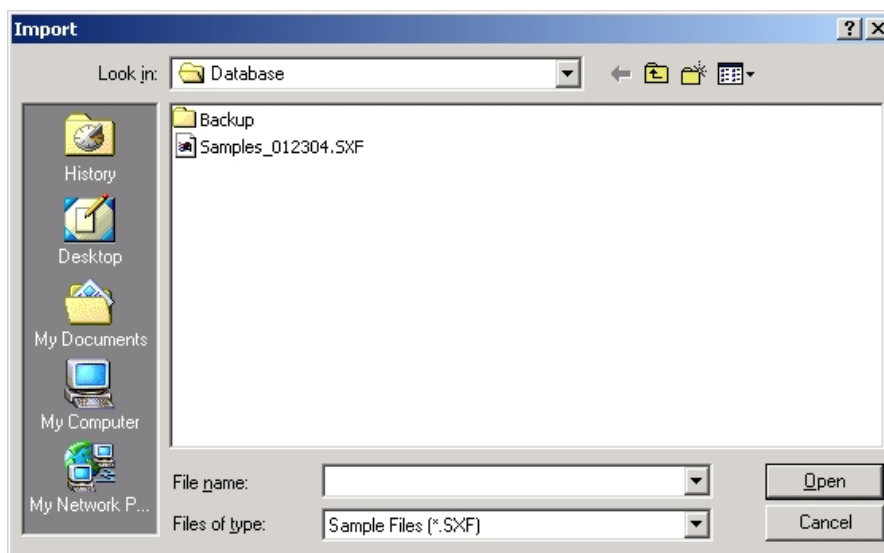 Import
Look in: Database
Backup
Samples_012304.SXF
History
Desktop
My Documents
My Computer
My Network P...
File name:
Open
Files of type: Sample Files (*.SXF)
Cancel